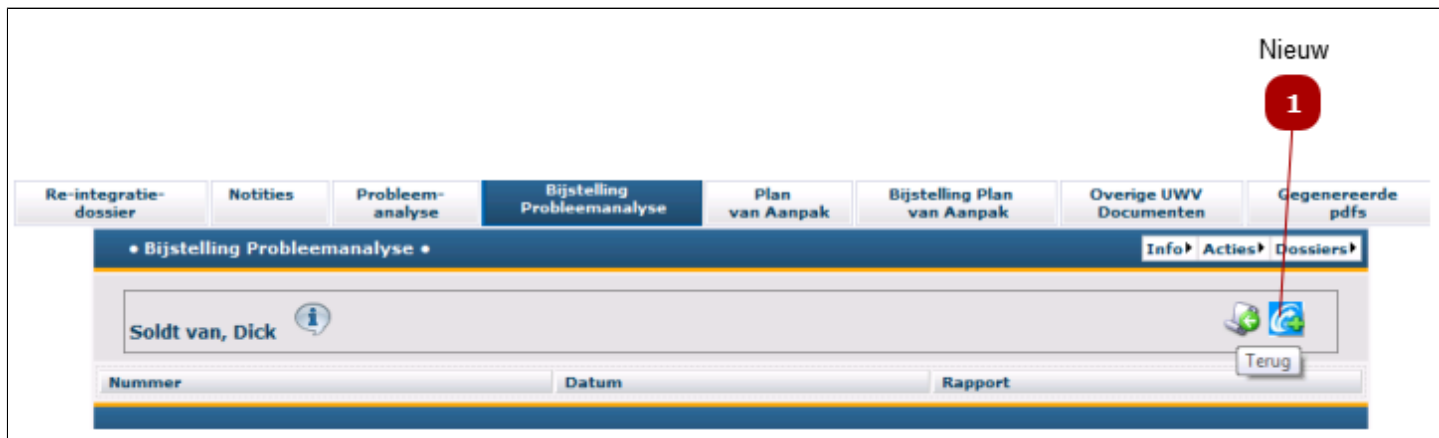 Nieuw
1
Re-integratie-
dossier
Notities
Probleem-
analyse
Bijstelling
Probleemanalyse
Plan
van Aanpak
Bijstelling Plan
van Aanpak
Overige UWV
Documenten
Gegenereerde
pdfs
• Bijstelling Probleemanalyse •
Info Acties Dossiers
Soldt van, Dick
Terug
Nummer Datum Rapport